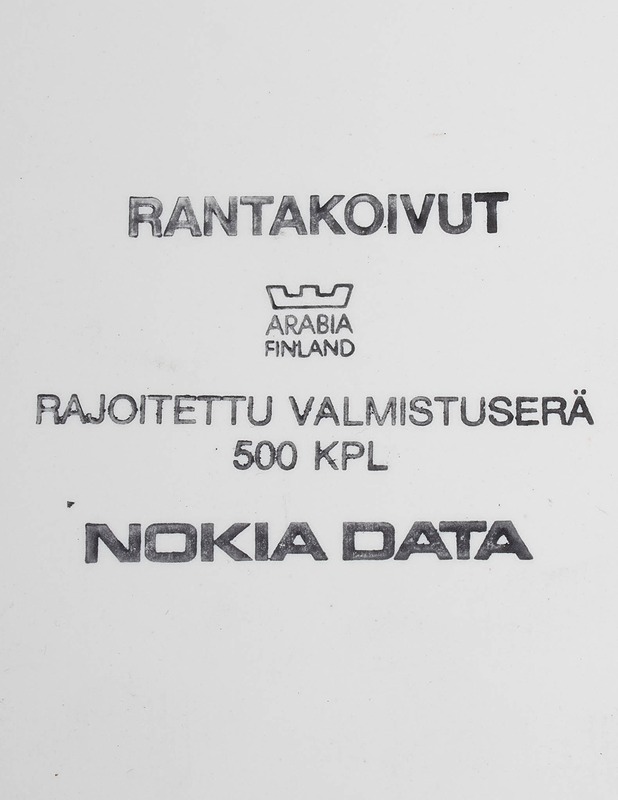 RANTAKOIVUT
ARABIA
FINLAND
RAJOITETTU VALMISTUSERÄ
500 KPL
NOKIA DATA